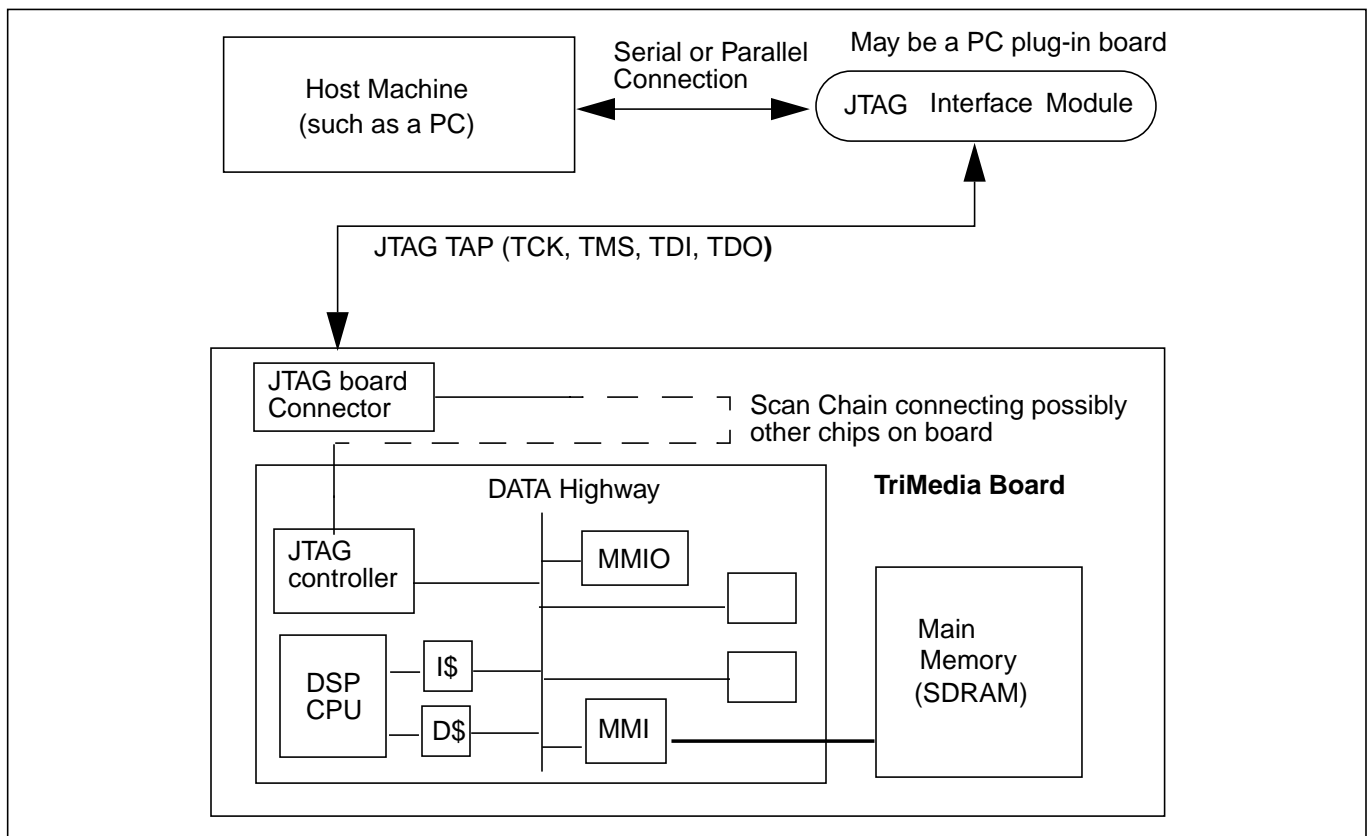 Host Machine
(such as a PC)
Serial or Parallel
Connection
May be a PC plug-in board
JTAG Interface Module
JTAG TAP (TCK, TMS, TDI, TDO)
JTAG board
Connector
Scan Chain connecting possibly
other chips on board
TriMedia Board
DATA Highway
JTAG
controller
MMIO
DSP
CPU
I$
D$
MMI
Main
Memory
(SDRAM)